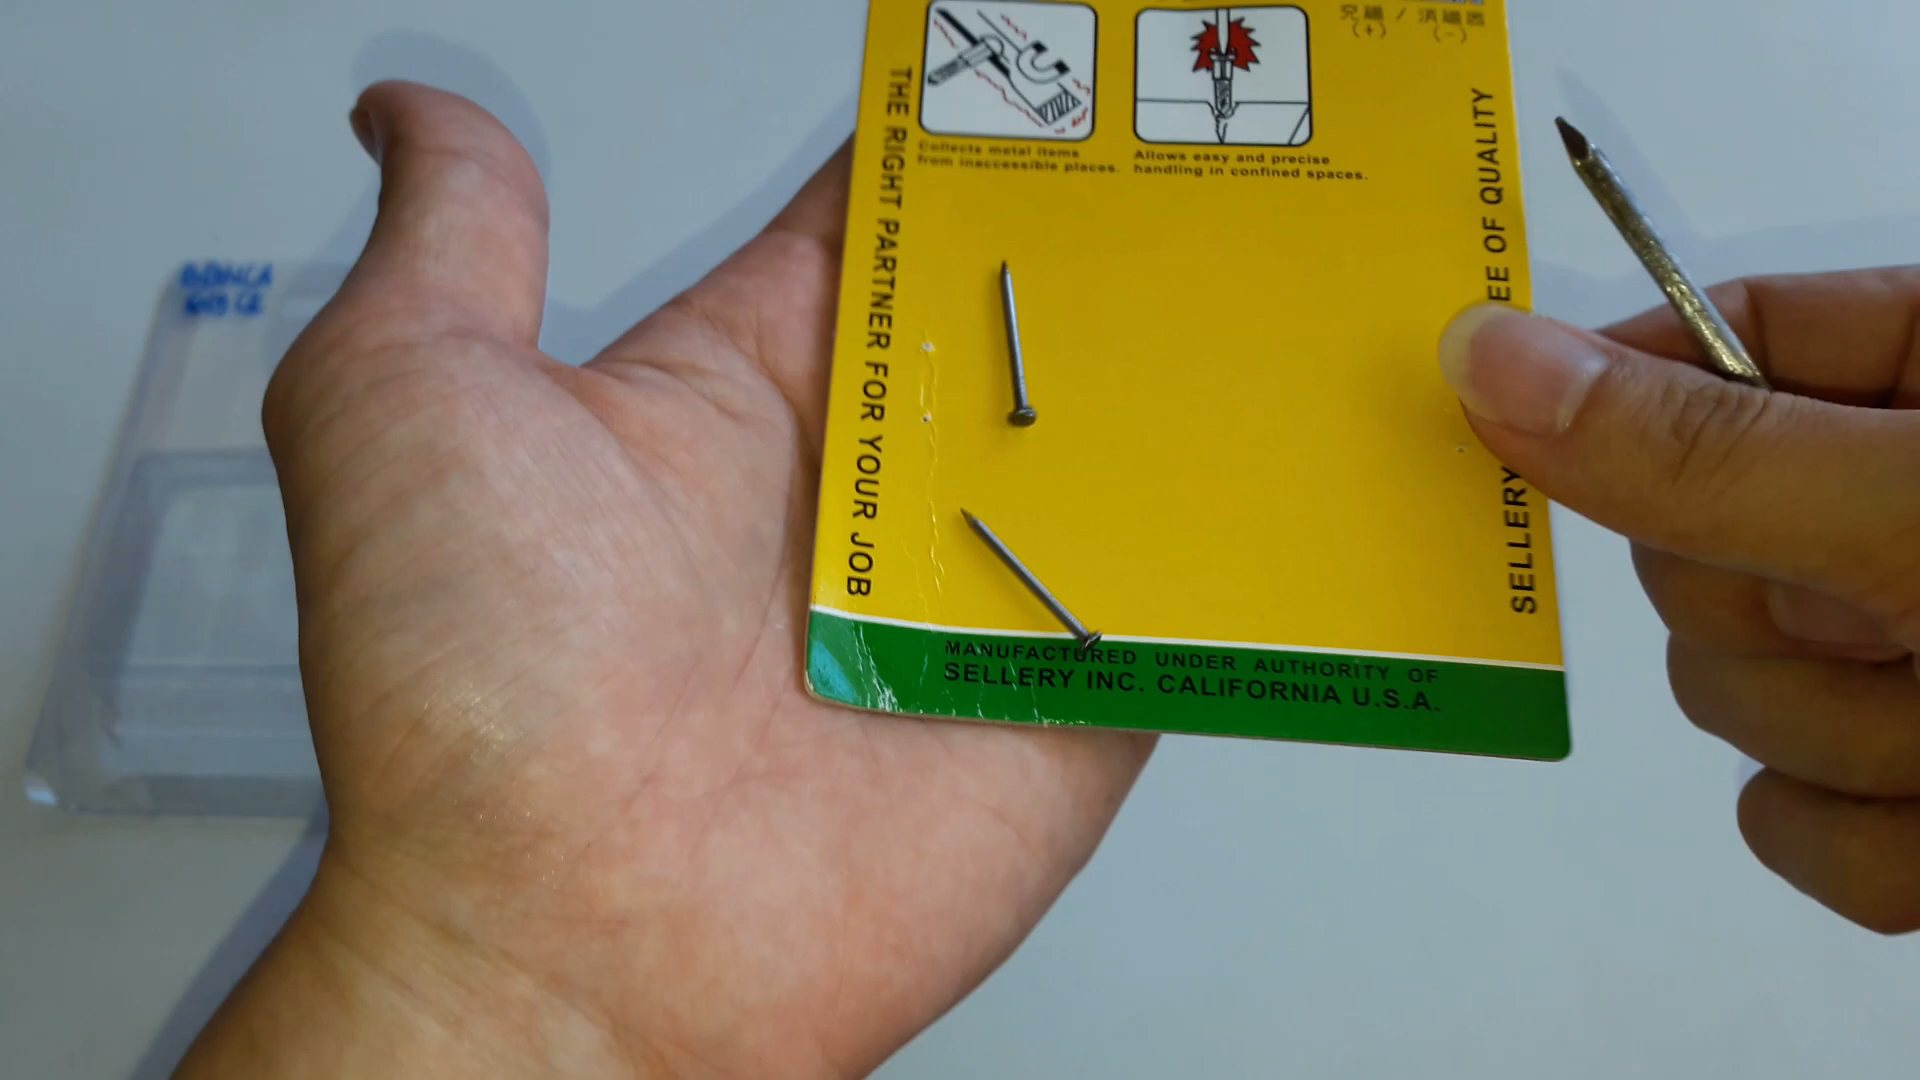 (+) (-)
Collects metal items
from inaccessible places.
Allows easy and precise
handling in confined spaces.
THE RIGHT PARTNER FOR YOUR JOB
EE OF QUALITY
SELLERY
MANUFACTURED UNDER AUTHORITY OF
SELLERY INC. CALIFORNIA U.S.A.